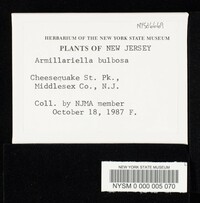 HERBARIUM OF THE NEW YORK STATE MUSEUM
PLANTS OF NEW JERSEY
Armillariella bulbosa
Cheesequake St. Pk.,
Middlesex Co., N.J.
Coll. by NJMA member
October 18, 1987 F.
NEW YORK STATE MUSEUM
NYSM 0 000 005 070